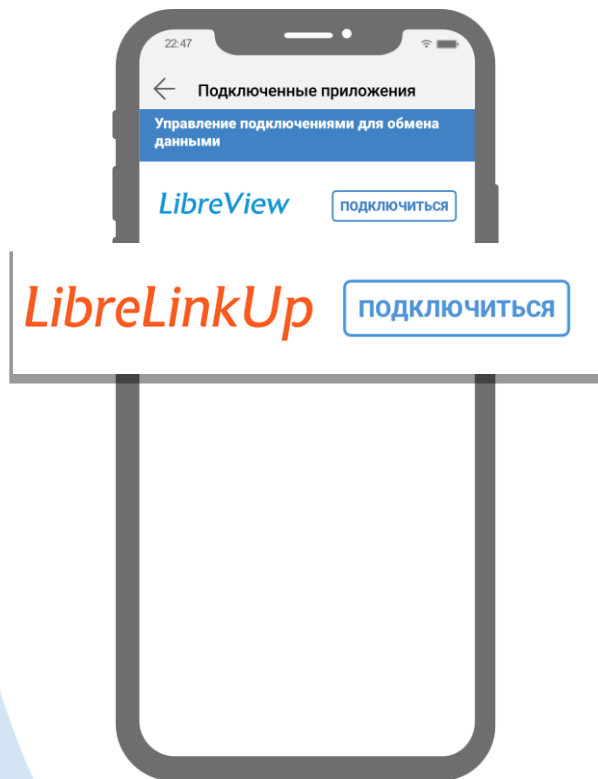 22:47
Подключенные приложения
Управление подключениями для обмена
данными
LibreView ПОДКЛЮЧИТЬСЯ
LibreLinkUp ПОДКЛЮЧИТЬСЯ